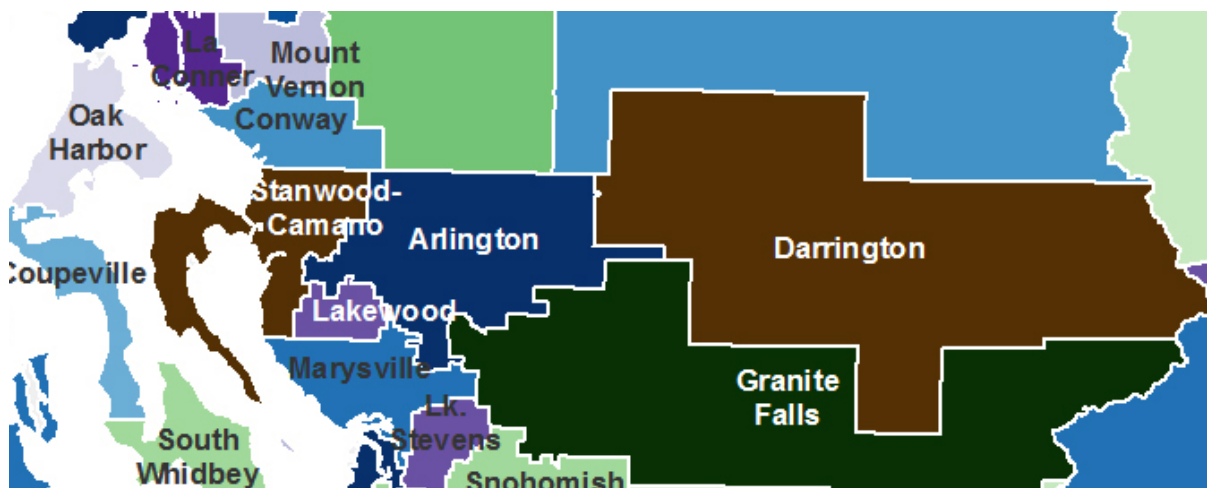 La
Conner
Mount
Vernon
Conway
Oak
Harbor
Stanwood-
Camano
Arlington
Darrington
Coupeville
Lakewood
Marysville
Granite
Falls
Lk.
Stevens
South
Whidbey
Snohomish